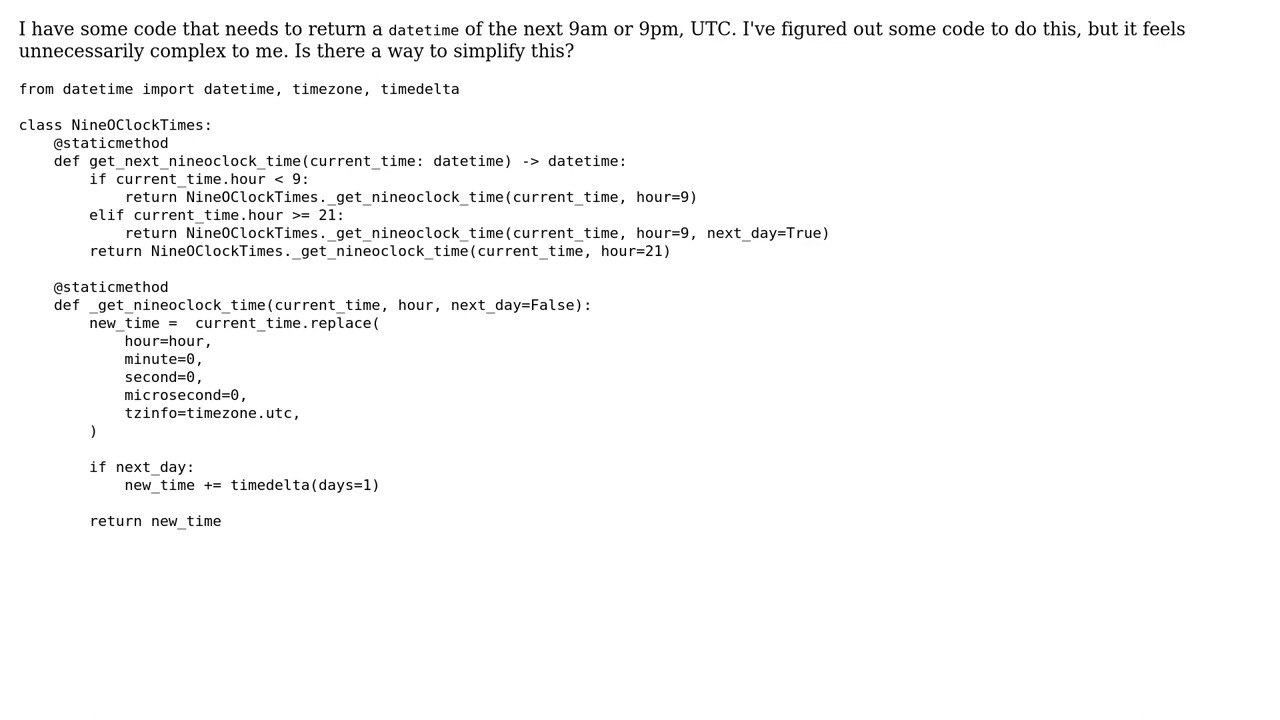 I have some code that needs to return a datetime of the next 9am or 9pm, UTC. I've figured out some code to do this, but it feels
unnecessarily complex to me. Is there a way to simplify this?
from datetime import datetime, timezone, timedelta
class NineOClockTimes:
    @staticmethod
    def get_next_nineoclock_time(current_time: datetime) -> datetime:
        if current_time.hour < 9:
            return NineOClockTimes._get_nineoclock_time(current_time, hour=9)
        elif current_time.hour >= 21:
            return NineOClockTimes._get_nineoclock_time(current_time, hour=9, next_day=True)
        return NineOClockTimes._get_nineoclock_time(current_time, hour=21)
    @staticmethod
    def _get_nineoclock_time(current_time, hour, next_day=False):
        new_time =  current_time.replace(
            hour=hour,
            minute=0,
            second=0,
            microsecond=0,
            tzinfo=timezone.utc,
        )
        if next_day:
            new_time += timedelta(days=1)
        return new_time